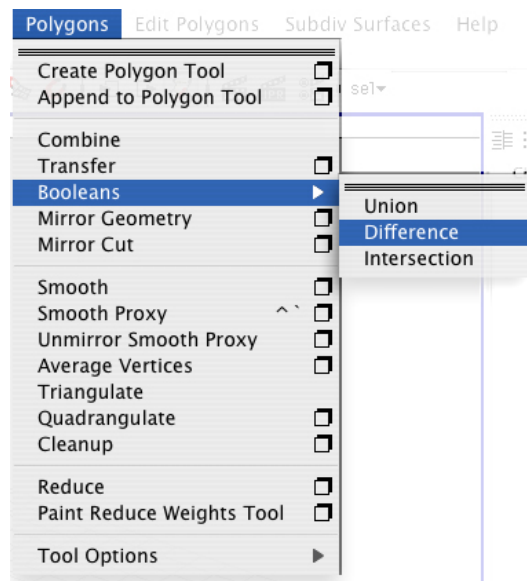 Polygons Edit Polygons Subdiv Surfaces Help
Create Polygon Tool
Append to Polygon Tool
sel
Combine
Transfer
Booleans
Union
Difference
Intersection
Mirror Geometry
Mirror Cut
Smooth
Smooth Proxy ^ `
Unmirror Smooth Proxy
Average Vertices
Triangulate
Quadrangulate
Cleanup
Reduce
Paint Reduce Weights Tool
Tool Options